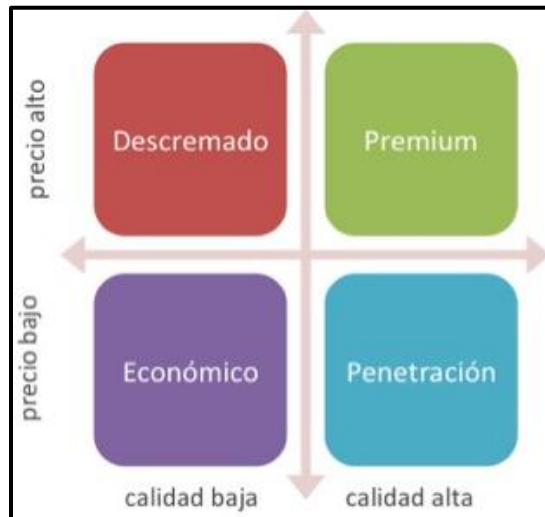 precio alto
Descremado
Premium
precio bajo
Económico
Penetración
calidad baja
calidad alta